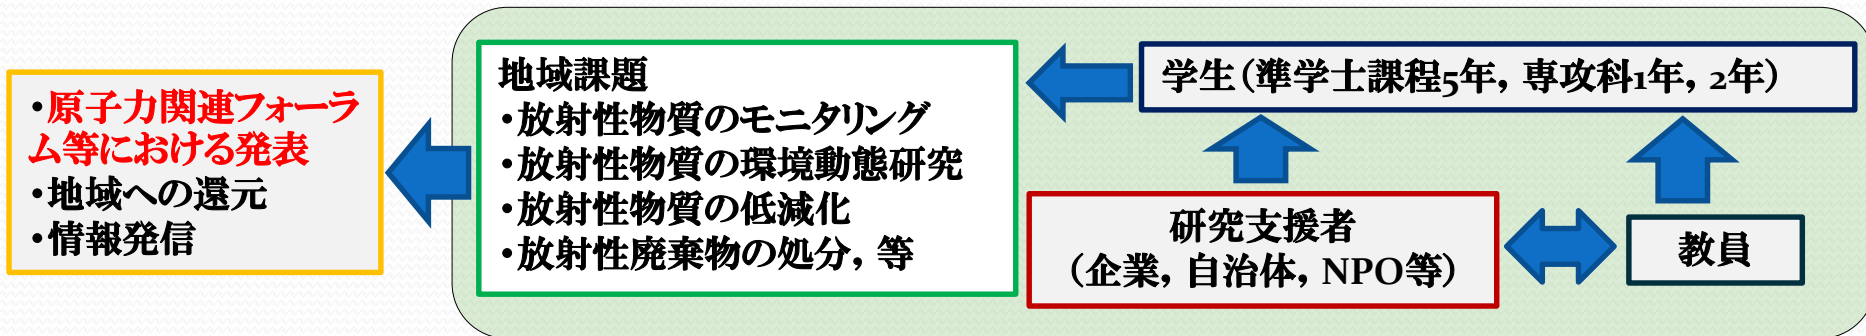 ・原子力関連フォーラ
ム等における発表
・地域への還元
・情報発信
地域課題
・放射性物質のモニタリング
・放射性物質の環境動態研究
・放射性物質の低減化
・放射性廃棄物の処分, 等
学生(準学士課程5年, 専攻科1年, 2年)
研究支援者
(企業, 自治体, NPO等)
教員